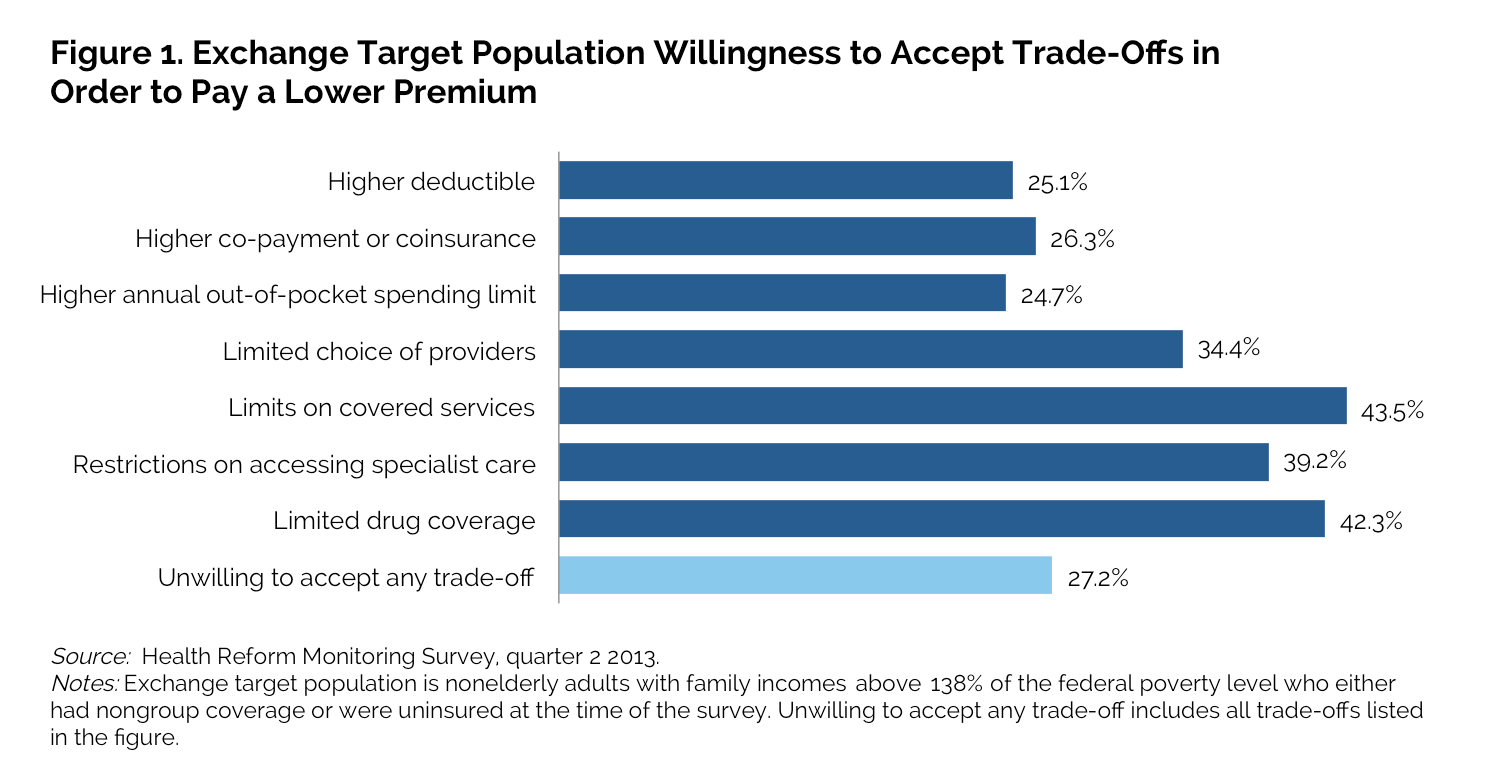 Figure 1. Exchange Target Population Willingness to Accept Trade-Offs in
Order to Pay a Lower Premium
Higher deductible 25.1%
Higher co-payment or coinsurance 26.3%
Higher annual out-of-pocket spending limit 24.7%
Limited choice of providers 34.4%
Limits on covered services 43.5%
Restrictions on accessing specialist care 39.2%
Limited drug coverage 42.3%
Unwilling to accept any trade-off 27.2%
Source: Health Reform Monitoring Survey, quarter 2 2013.
Notes: Exchange target population is nonelderly adults with family incomes above 138% of the federal poverty level who either
had nongroup coverage or were uninsured at the time of the survey. Unwilling to accept any trade-off includes all trade-offs listed
in the figure.